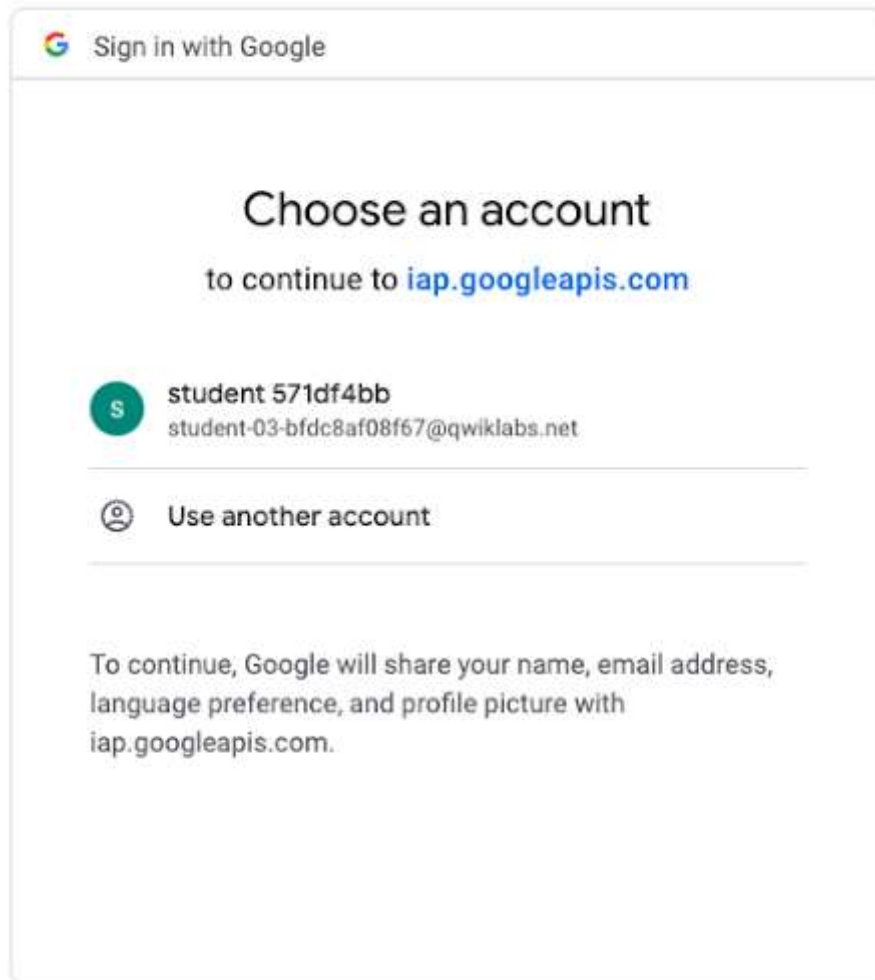 Sign in with Google
Choose an account
to continue to iap.googleapis.com
S
student 571df4bb
student-03-bfdc8af08f67@qwiklabs.net
Use another account
To continue, Google will share your name, email address,
language preference, and profile picture with
iap.googleapis.com.